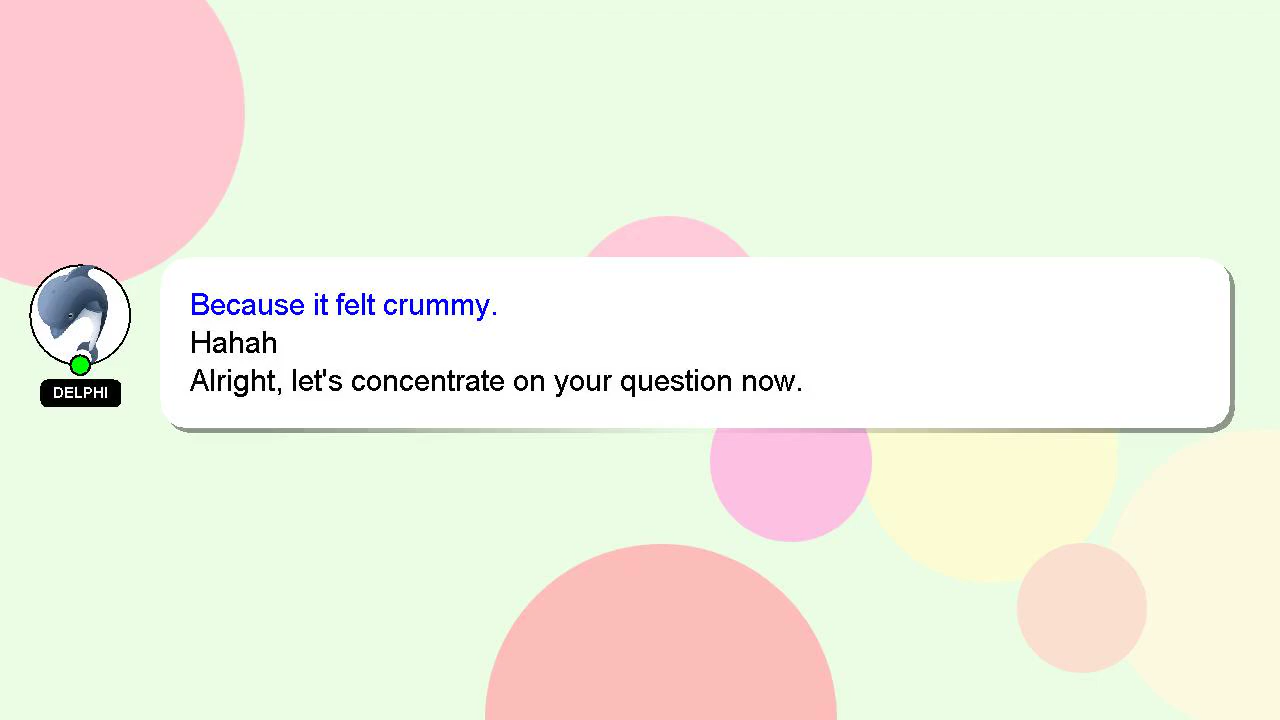 Because it felt crummy.
Hahah
Alright, let's concentrate on your question now.
DELPHI